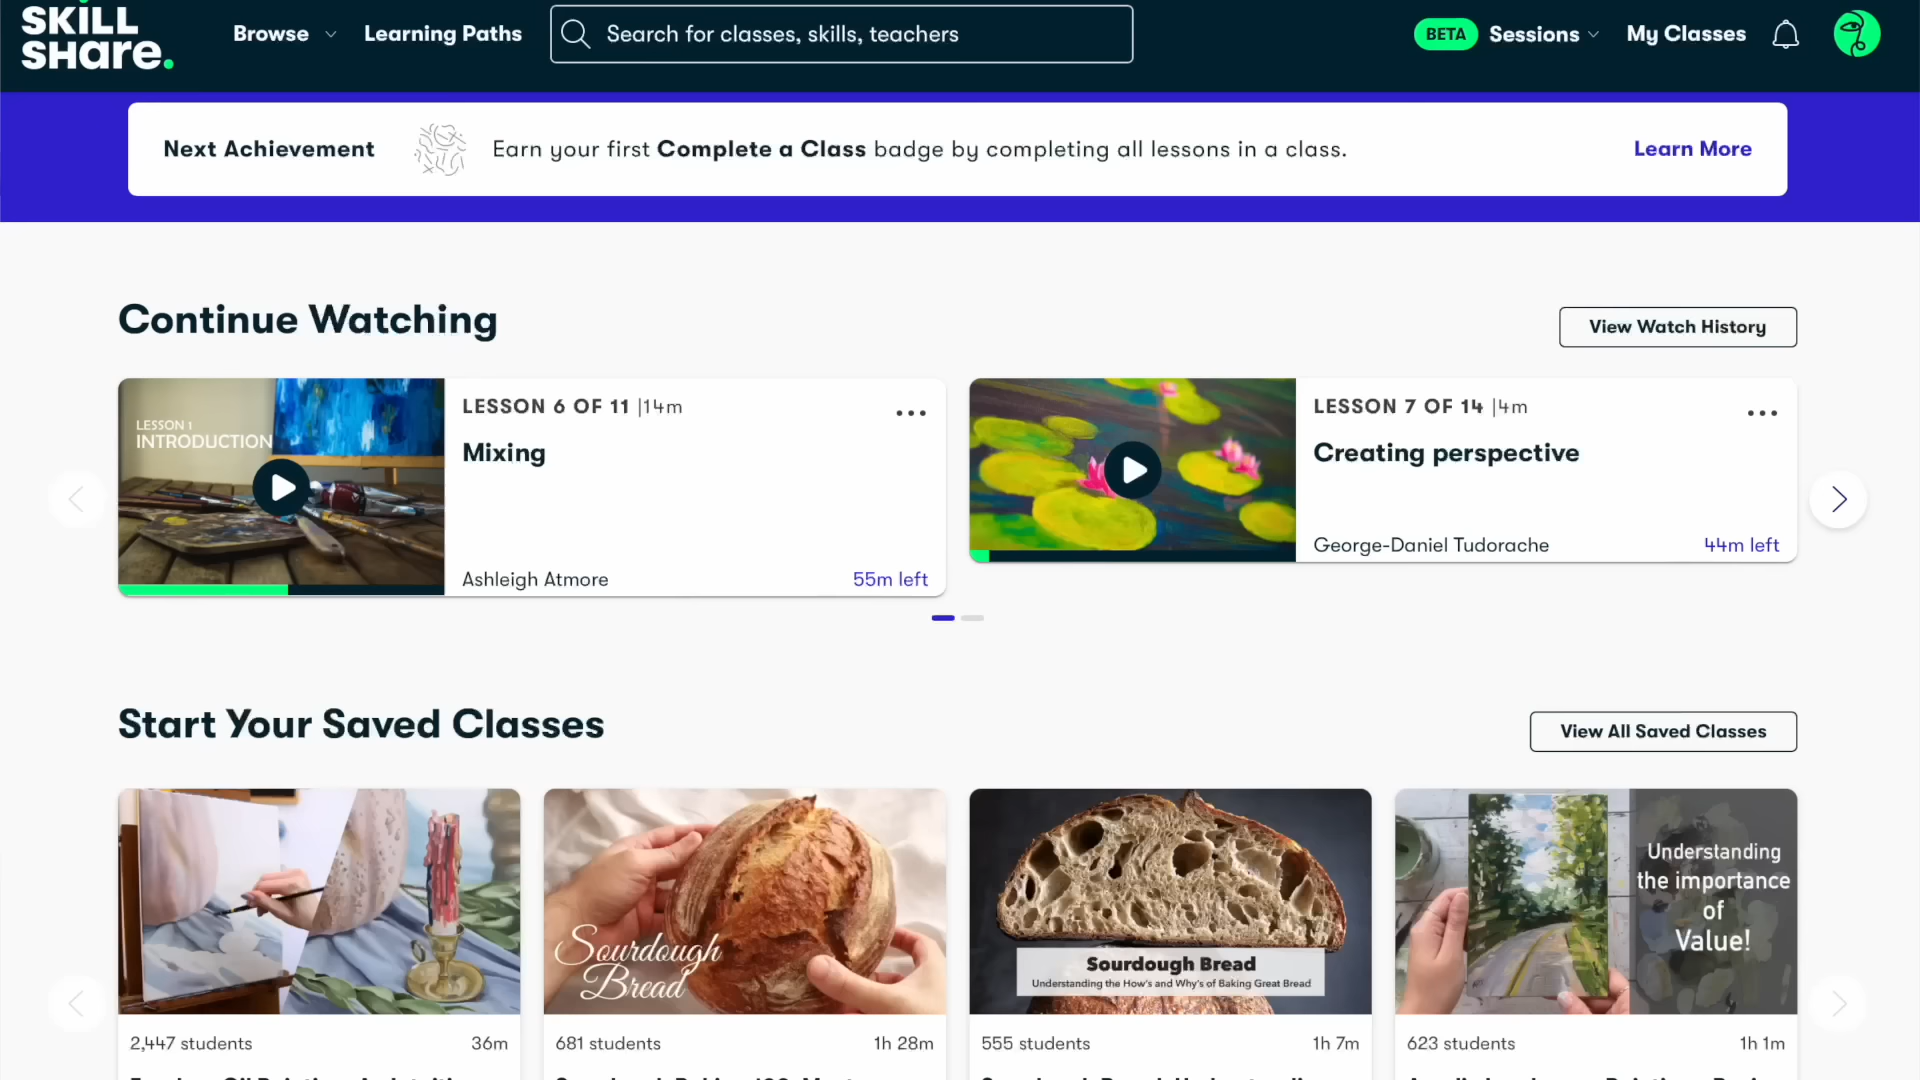 SKILL
SHare.
Browse
Learning Paths
Search for classes, skills, teachers
BETA
Sessions
My Classes
Next Achievement
Earn your first Complete a Class badge by completing all lessons in a class.
Learn More
Continue Watching
View Watch History
LESSON 1
INTRODUCTION
LESSON 6 OF 11 |14m
Mixing
Ashleigh Atmore
55m left
LESSON 7 OF 14 |4m
Creating perspective
George-Daniel Tudorache
44m left
Start Your Saved Classes
View All Saved Classes
Sourdough
Bread
Sourdough Bread
Understanding the How's and Why's of Baking Great Bread
Understanding
the importance
of
Value!
2,447 students
36m
681 students
1h 28m
555 students
1h 7m
623 students
1h 1m